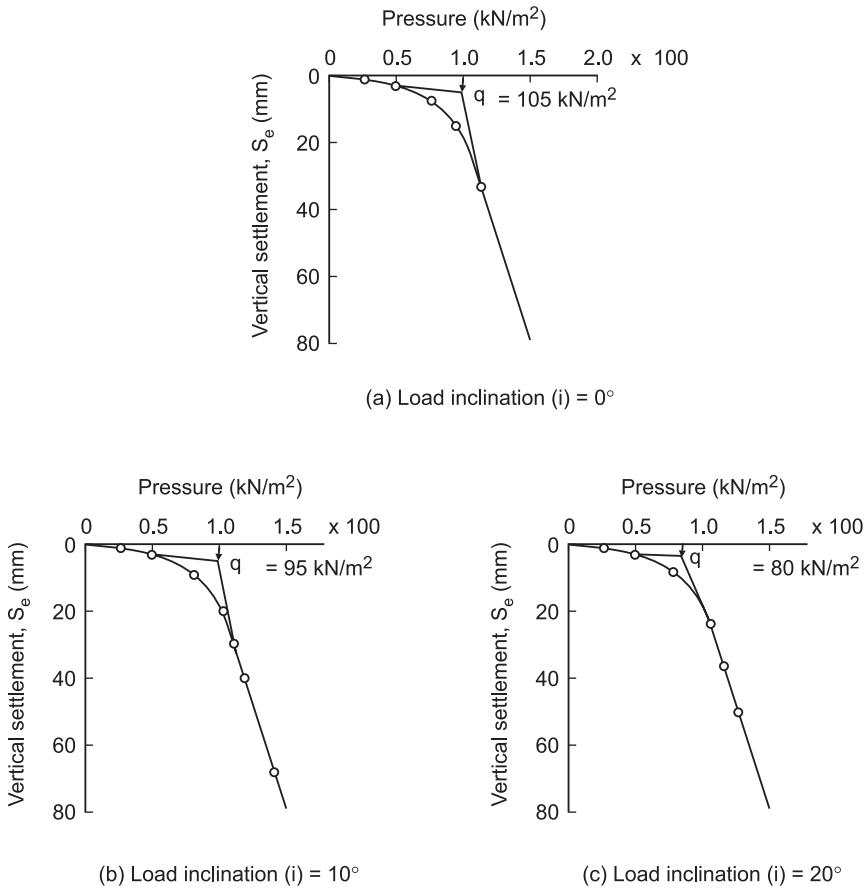 Pressure (kN/m2)
0 0.5 1.0 1.5 2.0 x 100
0
20
40
60
80
Vertical settlement, Se (mm)
q = 105 kN/m2
(a) Load inclination (i) = 0°
Pressure (kN/m2)
0 0.5 1.0 1.5 x 100
0
20
40
60
80
Vertical settlement, Se (mm)
q = 95 kN/m2
(b) Load inclination (i) = 10°
Pressure (kN/m2)
0 0.5 1.0 1.5 x 100
0
20
40
60
80
Vertical settlement, Se (mm)
q = 80 kN/m2
(c) Load inclination (i) = 20°